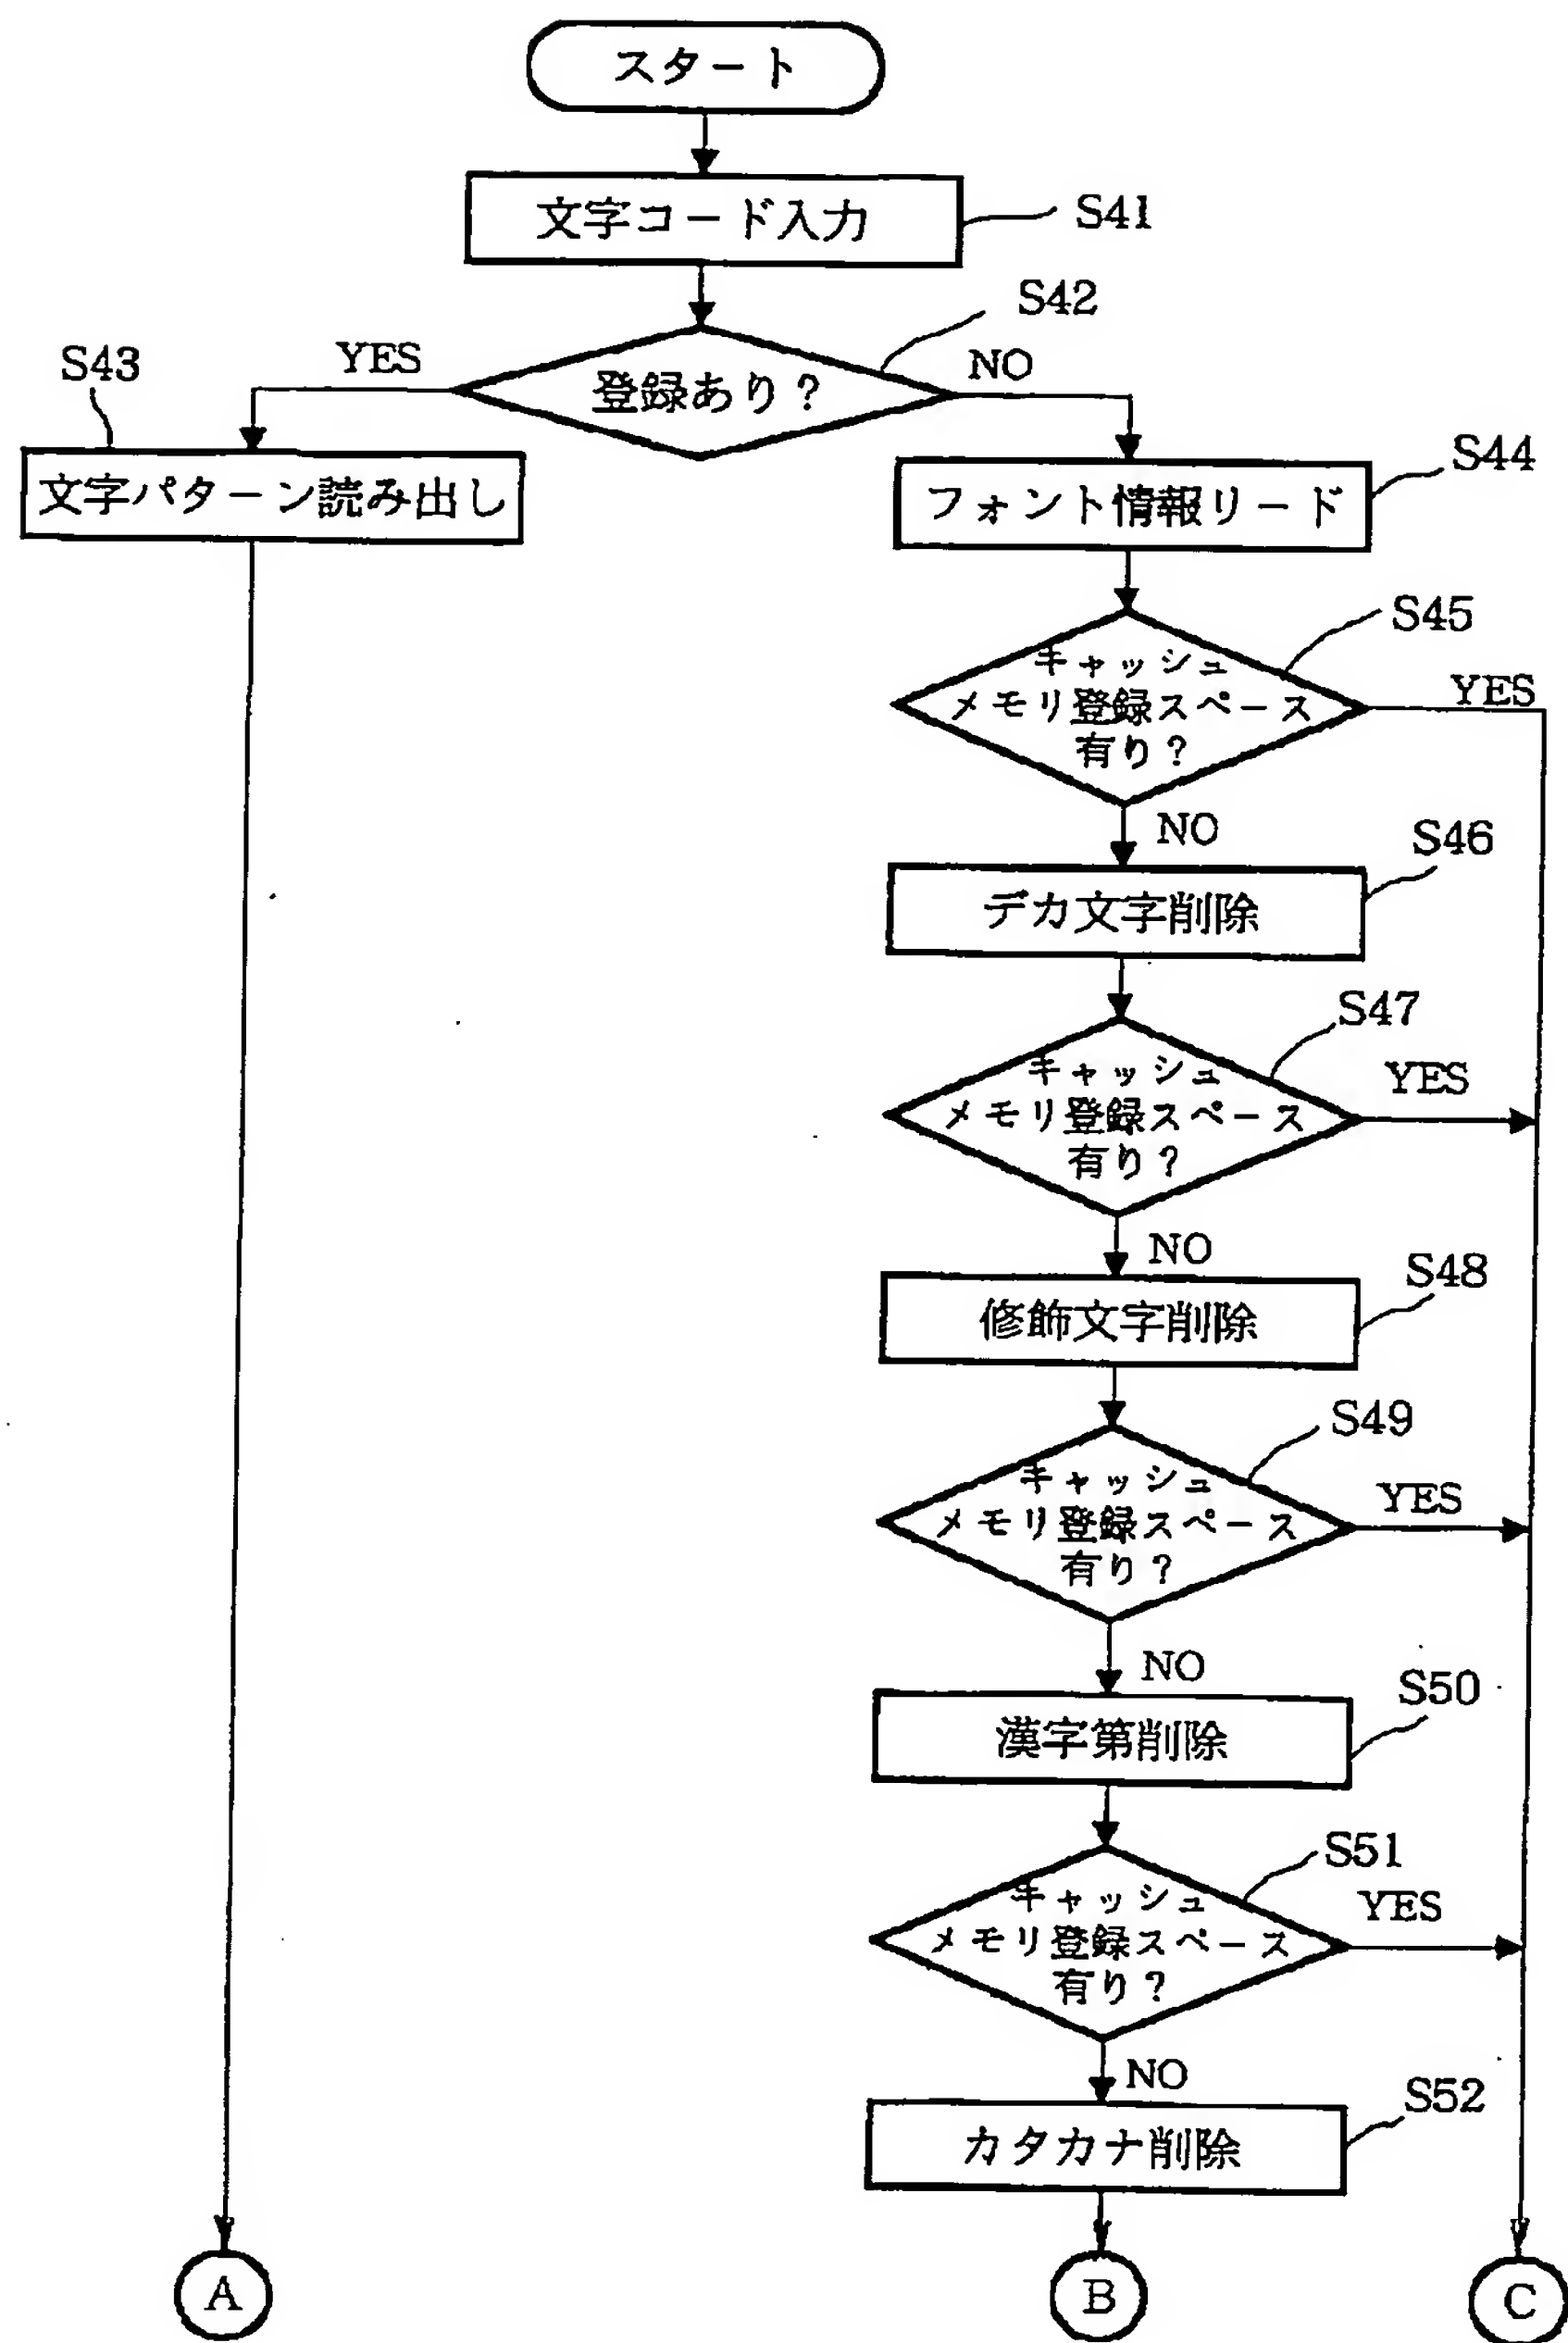 スタート
文字コード入力
S41
S42
登録あり？
YES
NO
S43
文字パターン読み出し
S44
フォント情報リード
S45
キャッシュ
メモリ登録スペース
有り？
YES
NO
S46
デカ文字削除
S47
キャッシュ
メモリ登録スペース
有り？
YES
NO
S48
修飾文字削除
S49
キャッシュ
メモリ登録スペース
有り？
YES
NO
S50
漢字第削除
S51
キャッシュ
メモリ登録スペース
有り？
YES
NO
S52
カタカナ削除
A
B
C